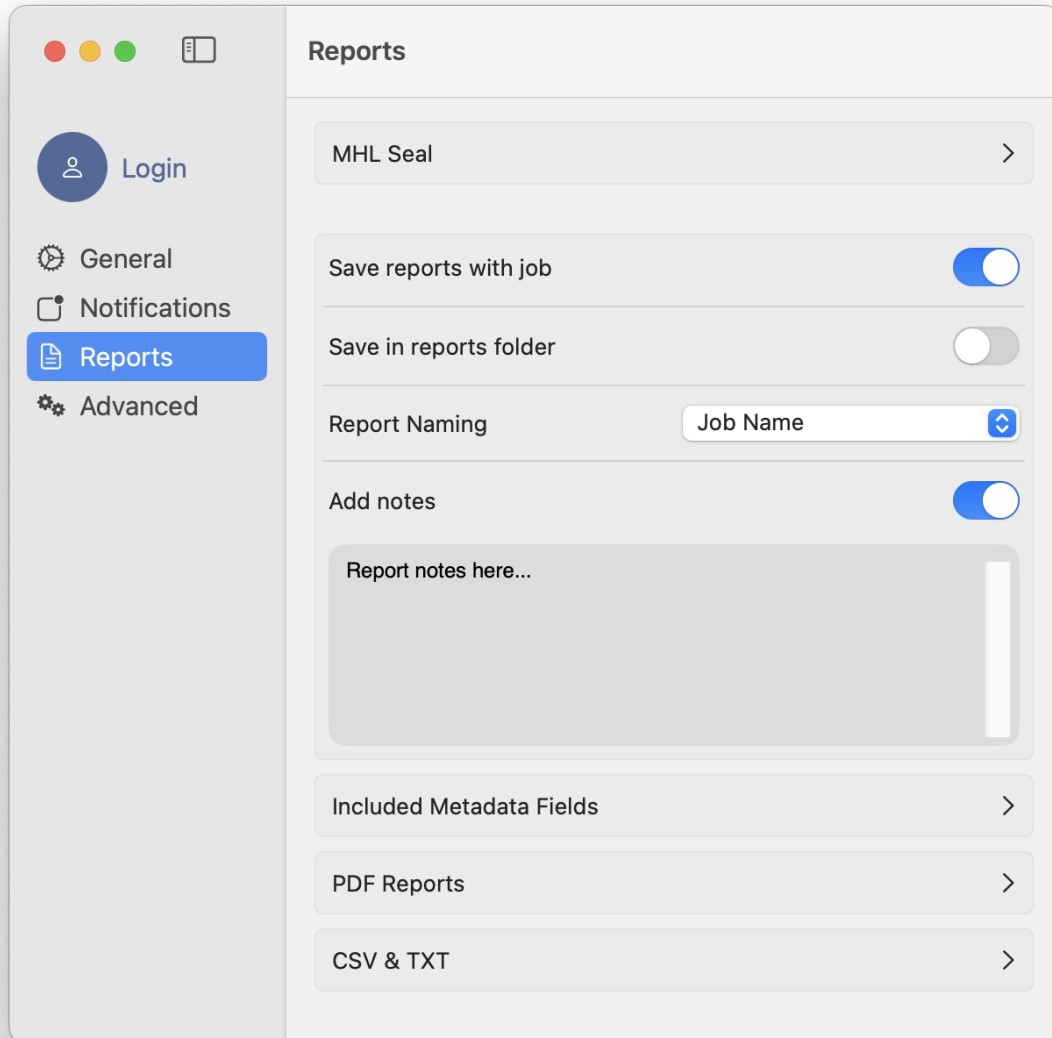 Reports
Login
General
Notifications
Reports
Advanced
MHL Seal
Save reports with job
Save in reports folder
Report Naming
Job Name
Add notes
Report notes here...
Included Metadata Fields
PDF Reports
CSV & TXT